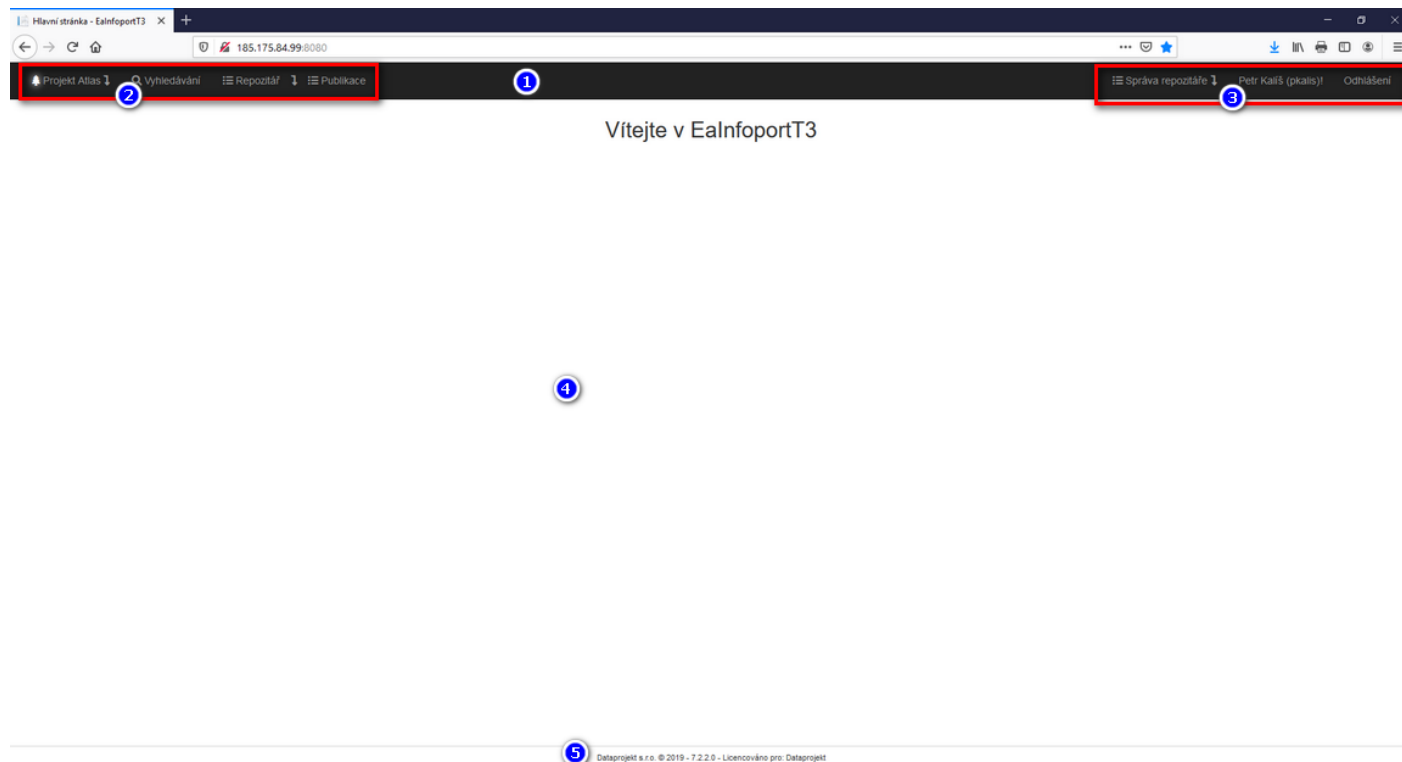 Hlavní stránka - EaInfoportT3
185.175.84.99:8080
Projekt Atlas Vyhledávání Repozitář Publikace
1
Správa repozitáře Petr Kališ (pkalis)! Odhlášení
2
3
Vítejte v EaInfoportT3
4
5
Dataprojekt s.r.o. © 2019 - 7.2.2.0 - Licencováno pro: Dataprojekt